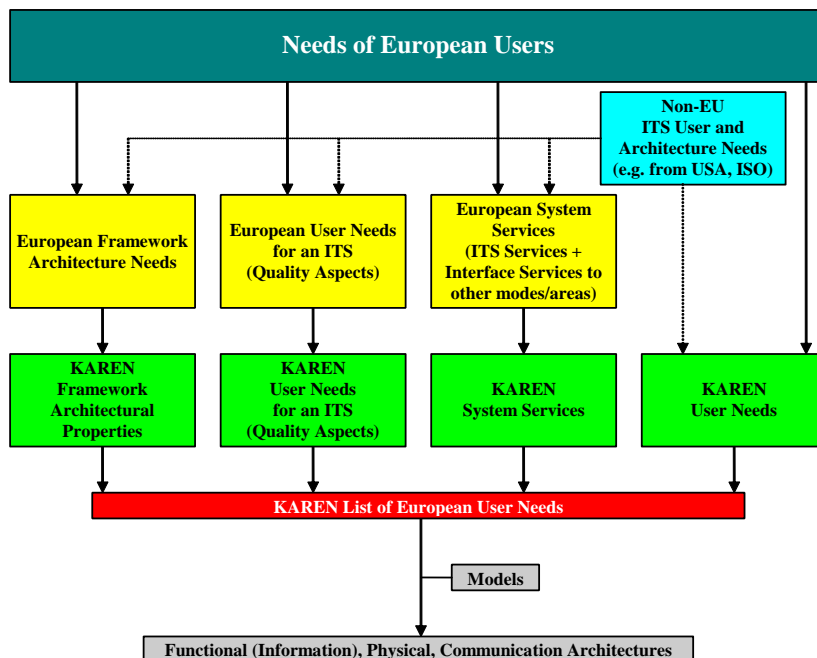 Needs of European Users
Non-EU
ITS User and
Architecture Needs
(e.g. from USA, ISO)
European Framework
Architecture Needs
European User Needs
for an ITS
(Quality Aspects)
European System
Services
(ITS Services +
Interface Services to
other modes/areas)
KAREN
Framework
Architectural
Properties
KAREN
User Needs
for an ITS
(Quality Aspects)
KAREN
System Services
KAREN
User Needs
KAREN List of European User Needs
Models
Functional (Information), Physical, Communication Architectures